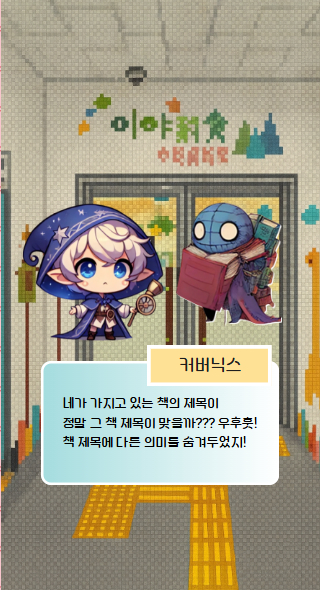 이야기숲
커버닉스
네가 가지고 있는 책의 제목이
정말 그 책 제목이 맞을까??? 우후훗!
책 제목에 다른 의미를 숨겨두었지!